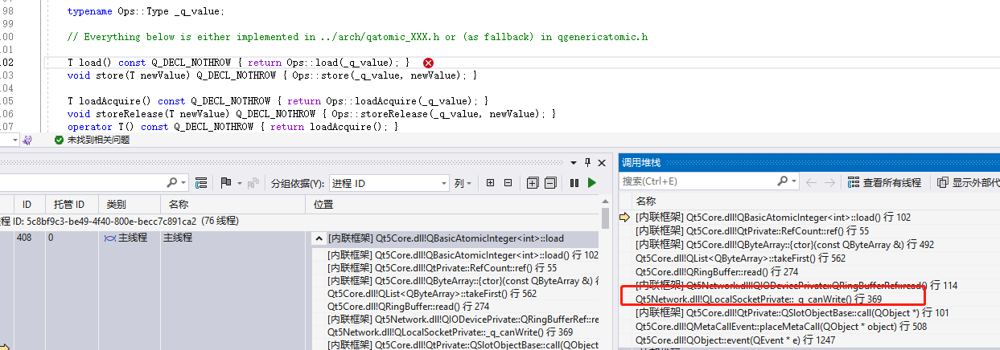 98 typename Ops::Type _q_value;
99
100 // Everything below is either implemented in ../arch/qatomic_XXX.h or (as fallback) in qgenericatomic.h
101
102 T load() const Q_DECL_NOTHROW { return Ops::load(_q_value); }
103 void store(T newValue) Q_DECL_NOTHROW { Ops::store(_q_value, newValue); }
104
105 T loadAcquire() const Q_DECL_NOTHROW { return Ops::loadAcquire(_q_value); }
106 void storeRelease(T newValue) Q_DECL_NOTHROW { Ops::storeRelease(_q_value, newValue); }
107 operator T() const Q_DECL_NOTHROW { return loadAcquire(); }
未找到相关问题
分组依据(Y): 进程 ID 列
ID 托管 ID 类别 名称 位置
程 ID: 5c8bf9c3-be49-4f40-800e-becc7c891ca2 (76 线程)
408 0 主线程 主线程 [内联框架] Qt5Core.dll!QBasicAtomicInteger<int>::load
[内联框架] Qt5Core.dll!QBasicAtomicInteger<int>::load() 行 102
[内联框架] Qt5Core.dll!QtPrivate::RefCount::ref() 行 55
[内联框架] Qt5Core.dll!QByteArray::{ctor}(const QByteArray &) 行
Qt5Core.dll!QList<QByteArray>::takeFirst() 行 562
Qt5Core.dll!QRingBuffer::read() 行 274
[内联框架] Qt5Network.dll!QIODevicePrivate::QRingBufferRef::re
Qt5Network.dll!QLocalSocketPrivate::_q_canWrite() 行 369
[内联框架] Qt5Core.dll!QtPrivate::QSlotObjectBase::call(QObjec
调用堆栈
搜索(Ctrl+E) 查看所有线程 显示外部代
名称
[内联框架] Qt5Core.dll!QBasicAtomicInteger<int>::load() 行 102
[内联框架] Qt5Core.dll!QtPrivate::RefCount::ref() 行 55
[内联框架] Qt5Core.dll!QByteArray::{ctor}(const QByteArray &) 行 492
Qt5Core.dll!QList<QByteArray>::takeFirst() 行 562
Qt5Core.dll!QRingBuffer::read() 行 274
[内联框架] Qt5Network.dll!QIODevicePrivate::QRingBufferRef::read() 行 114
Qt5Network.dll!QLocalSocketPrivate::_q_canWrite() 行 369
[内联框架] Qt5Core.dll!QtPrivate::QSlotObjectBase::call(QObject *) 行 101
Qt5Core.dll!QMetaCallEvent::placeMetaCall(QObject * object) 行 508
Qt5Core.dll!QObject::event(QEvent * e) 行 1247